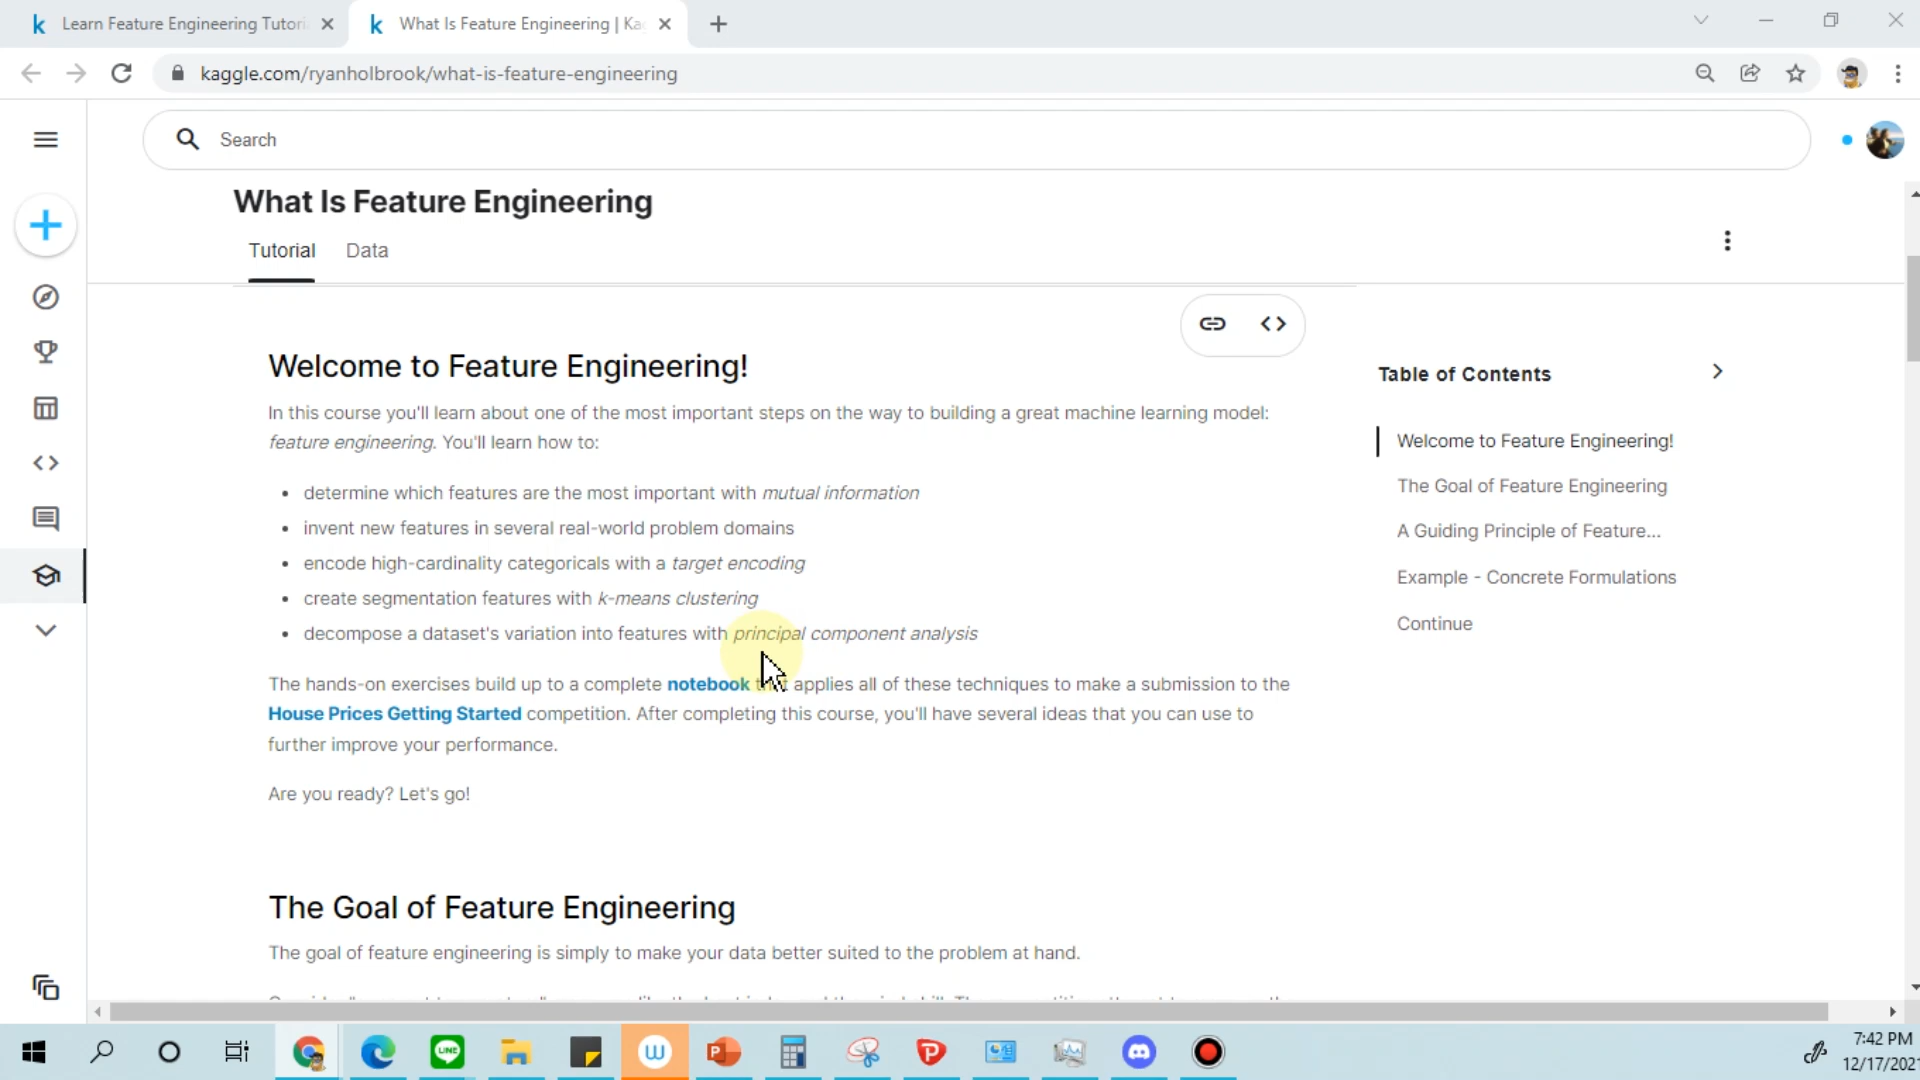 Learn Feature Engineering Tutori
What Is Feature Engineering | Ka
kaggle.com/ryanholbrook/what-is-feature-engineering
Search
What Is Feature Engineering
Tutorial Data
Welcome to Feature Engineering!
In this course you'll learn about one of the most important steps on the way to building a great machine learning model:
feature engineering. You'll learn how to:
• determine which features are the most important with mutual information
• invent new features in several real-world problem domains
• encode high-cardinality categoricals with a target encoding
• create segmentation features with k-means clustering
• decompose a dataset's variation into features with principal component analysis
The hands-on exercises build up to a complete notebook that applies all of these techniques to make a submission to the
House Prices Getting Started competition. After completing this course, you'll have several ideas that you can use to
further improve your performance.
Are you ready? Let's go!
The Goal of Feature Engineering
The goal of feature engineering is simply to make your data better suited to the problem at hand.
Table of Contents
Welcome to Feature Engineering!
The Goal of Feature Engineering
A Guiding Principle of Feature...
Example - Concrete Formulations
Continue
LINE
7:42 PM
12/17/202